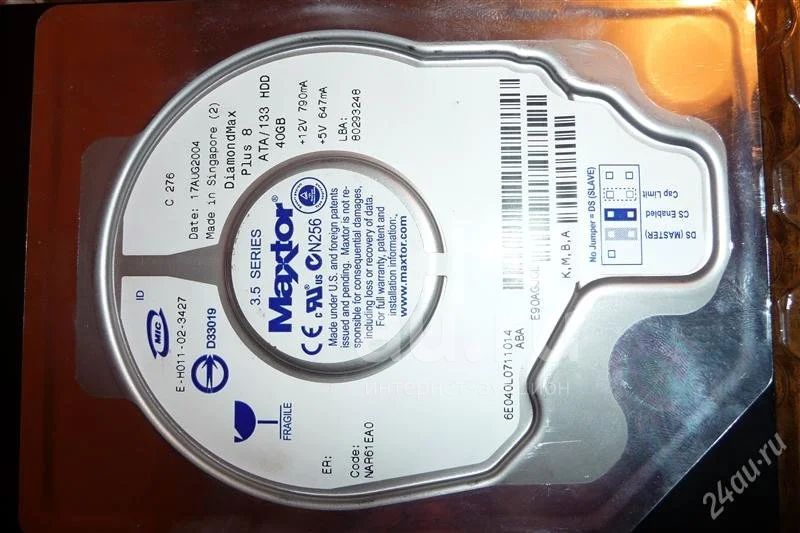 C 276
Date: 17AUG2004
Made in Singapore (2)
DiamondMax
Plus 8
ATA/133 HDD
40GB
+12V 790mA
+5V 647mA
LBA:
80293248
3.5 SERIES
Maxtor
N256
Made under U.S. and foreign patents
issued and pending. Maxtor is not re-
sponsible for consequential damages,
including loss or recovery of data.
For full warranty, patent and
installation information,
www.maxtor.com
ID
MIC
E-H011-02-3427
D33019
FRAGILE
ER:
Code:
NAR61EA0
6E040L0711014
ABA
K,M,B,A
No Jumper = DS (SLAVE)
Cap Limit
CS Enabled
DS (MASTER)
24au.ru